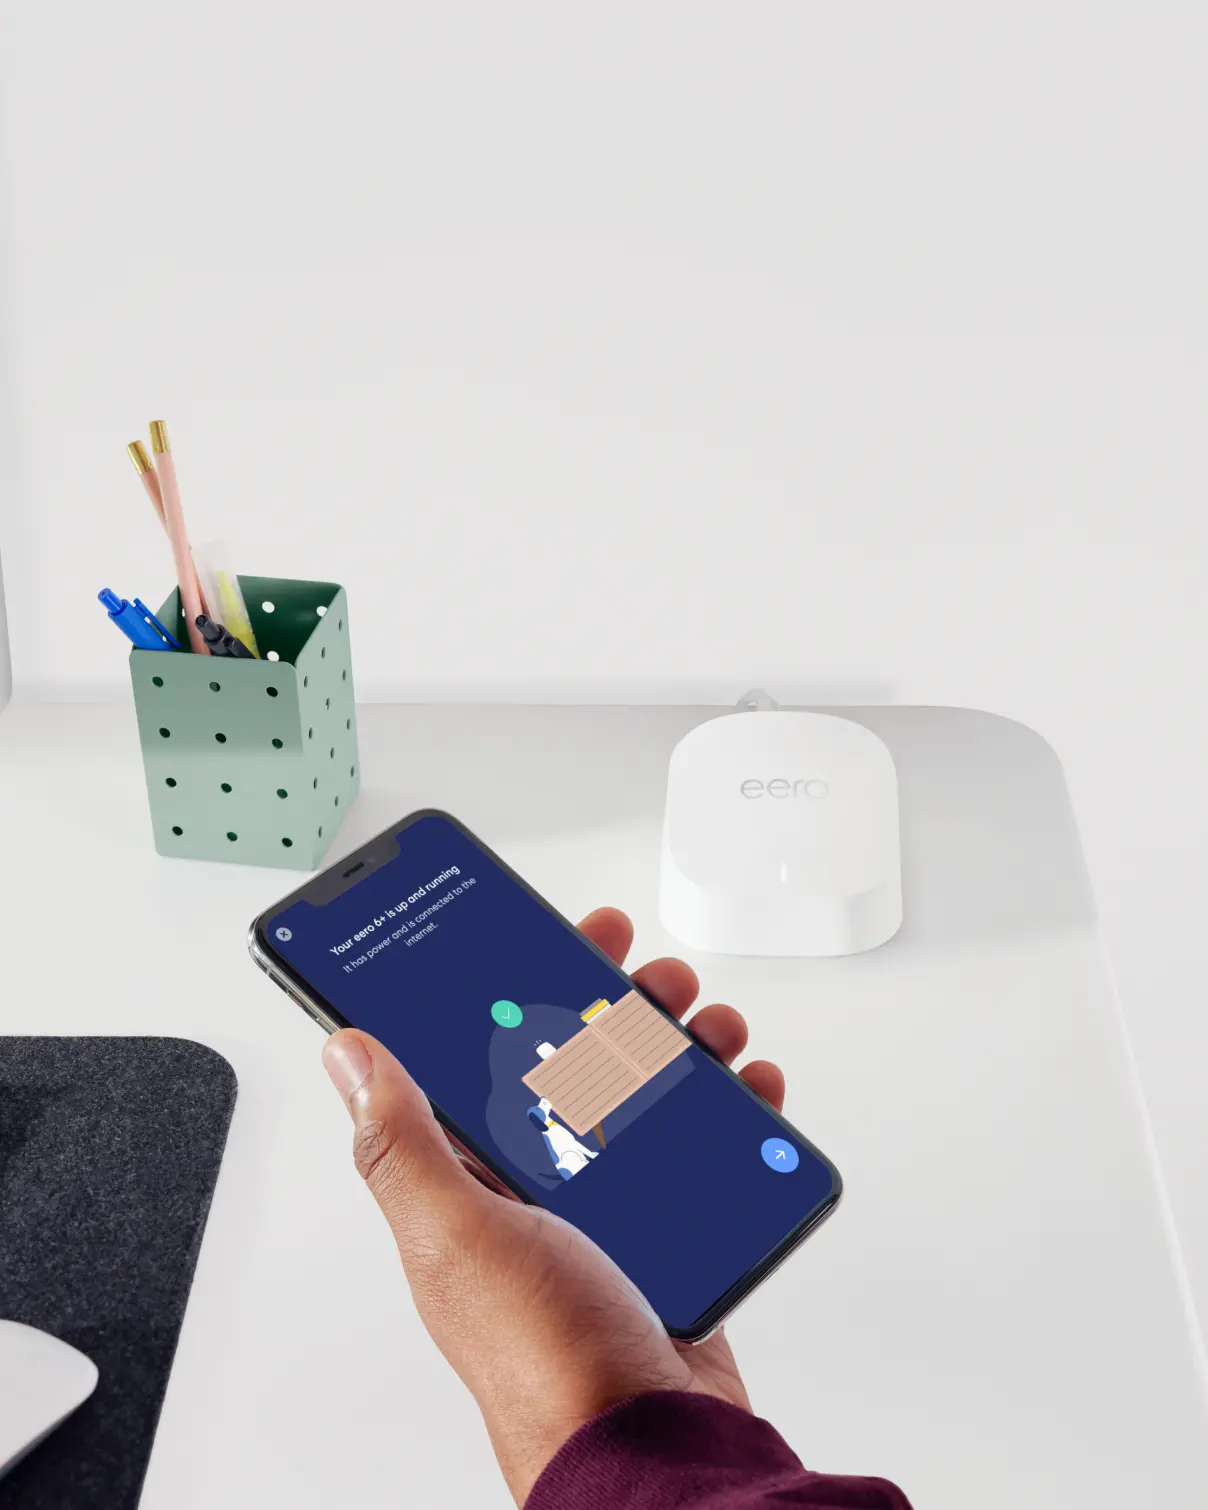 eero
Your eero 6+ is up and running
It has power and is connected to the
internet.